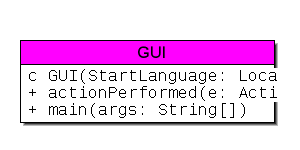 GUI
c GUI(StartLanguage: Loca
+ actionPerformed(e: Acti
+ main(args: String[])